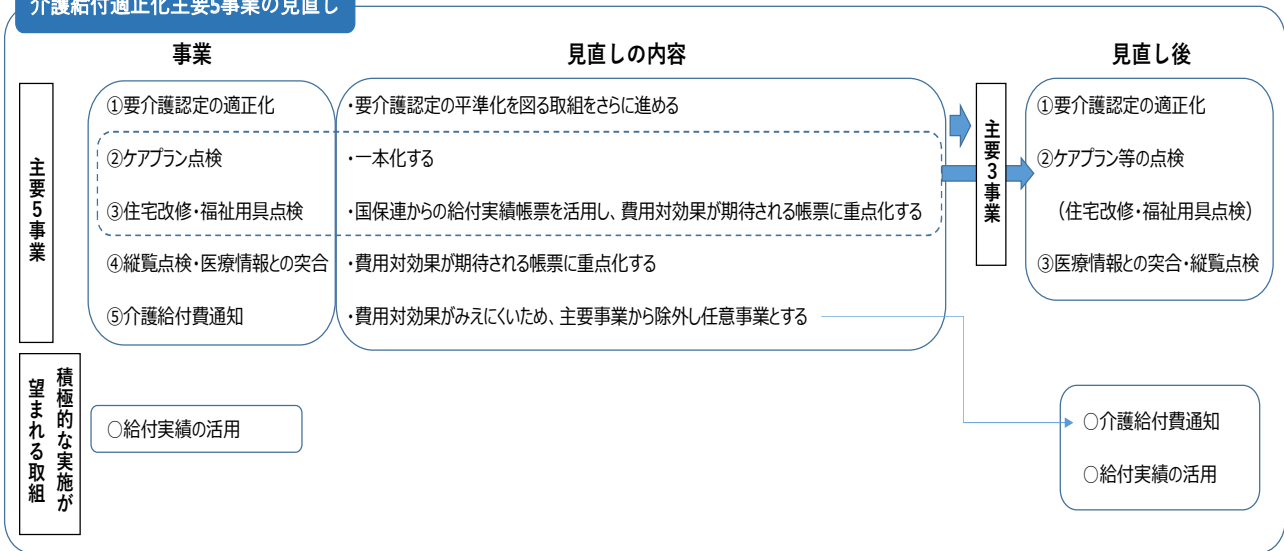 介護給付適正化主要5事業の見直し
事業
見直しの内容
見直し後
主要5事業
①要介護認定の適正化
・要介護認定の平準化を図る取組をさらに進める
②ケアプラン点検
・一本化する
③住宅改修・福祉用具点検
・国保連からの給付実績帳票を活用し、費用対効果が期待される帳票に重点化する
④縦覧点検・医療情報との突合
・費用対効果が期待される帳票に重点化する
⑤介護給付費通知
・費用対効果がみえにくいため、主要事業から除外し任意事業とする
主要3事業
①要介護認定の適正化
②ケアプラン等の点検
（住宅改修・福祉用具点検）
③医療情報との突合・縦覧点検
積極的な実施が
望まれる取組
○給付実績の活用
○介護給付費通知
○給付実績の活用